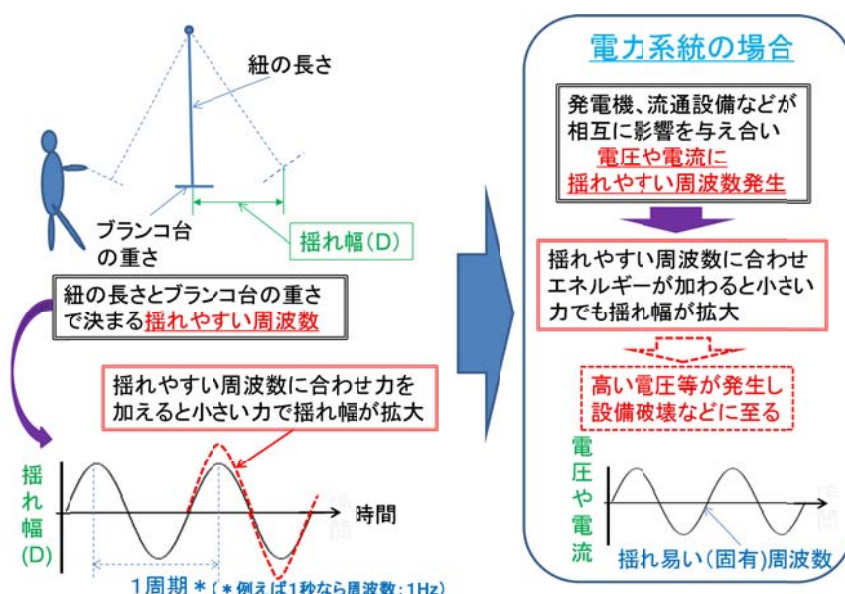 紐の長さ
ブランコ台
の重さ
揺れ幅(D)
紐の長さとブランコ台の重さ
で決まる揺れやすい周波数
揺れやすい周波数に合わせ力を
加えると小さい力で揺れ幅が拡大
揺れ幅(D)
時間
1周期*(*例えば1秒なら周波数:1Hz)
電力系統の場合
発電機、流通設備などが
相互に影響を与え合い
電圧や電流に
揺れやすい周波数発生
揺れやすい周波数に合わせ
エネルギーが加わると小さい
力でも揺れ幅が拡大
高い電圧等が発生し
設備破壊などに至る
電圧や電流
揺れ易い(固有)周波数